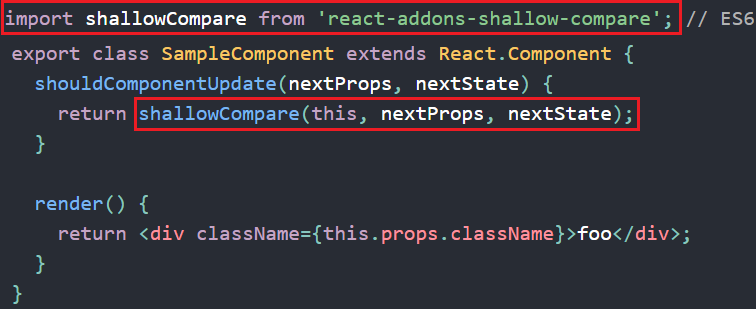 import shallowCompare from 'react-addons-shallow-compare'; // ES6
export class SampleComponent extends React.Component {
  shouldComponentUpdate(nextProps, nextState) {
    return shallowCompare(this, nextProps, nextState);
  }

  render() {
    return <div className={this.props.className}>foo</div>;
  }
}